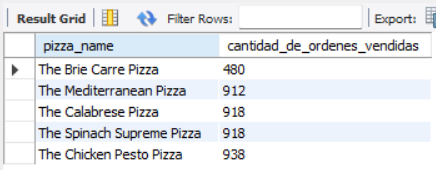 Result Grid Filter Rows: Export:
pizza_name cantidad_de_ordenes_vendidas
The Brie Carre Pizza 480
The Mediterranean Pizza 912
The Calabrese Pizza 918
The Spinach Supreme Pizza 918
The Chicken Pesto Pizza 938